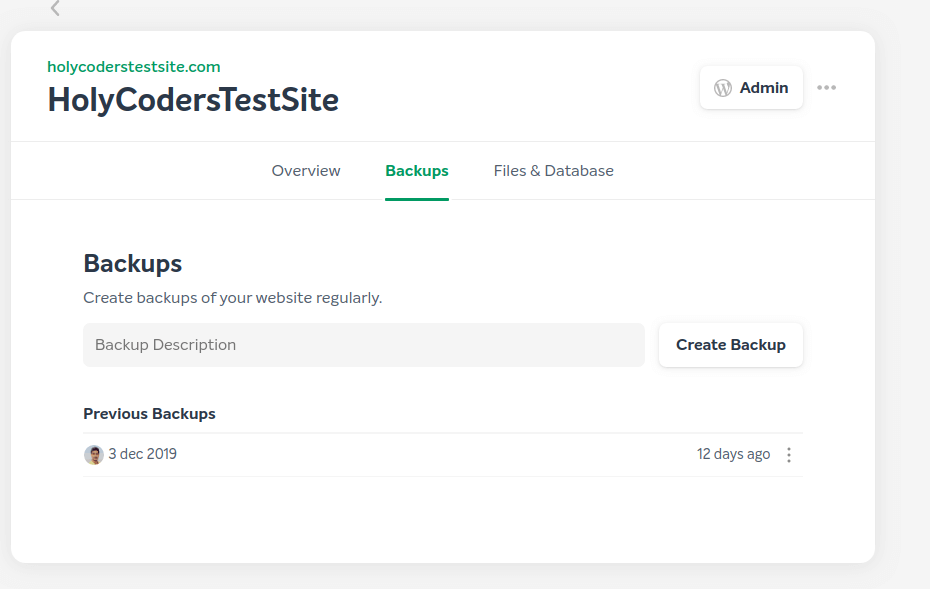 holycoderstestsite.com
HolyCodersTestSite
Admin
Overview
Backups
Files & Database
Backups
Create backups of your website regularly.
Backup Description
Create Backup
Previous Backups
3 dec 2019
12 days ago